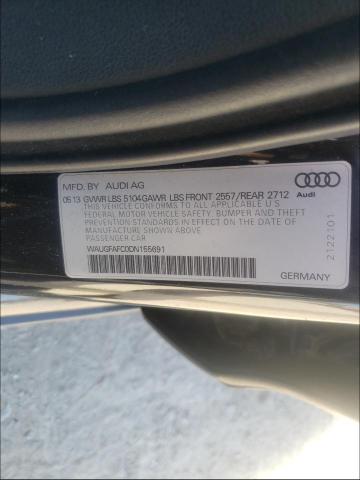 MFD. BY AUDI AG
05 13 GVWR LBS 5104 GAWR LBS FRONT 2557/REAR 2712
THIS VEHICLE CONFORMS TO ALL APPLICABLE U S
FEDERAL MOTOR VEHICLE SAFETY, BUMPER AND THEFT
PREVENTION STANDARDS IN EFFECT ON THE DATE OF
MANUFACTURE SHOWN ABOVE
PASSENGER CAR
WAUGFAFC0DN155691
Audi
GERMANY
2122101